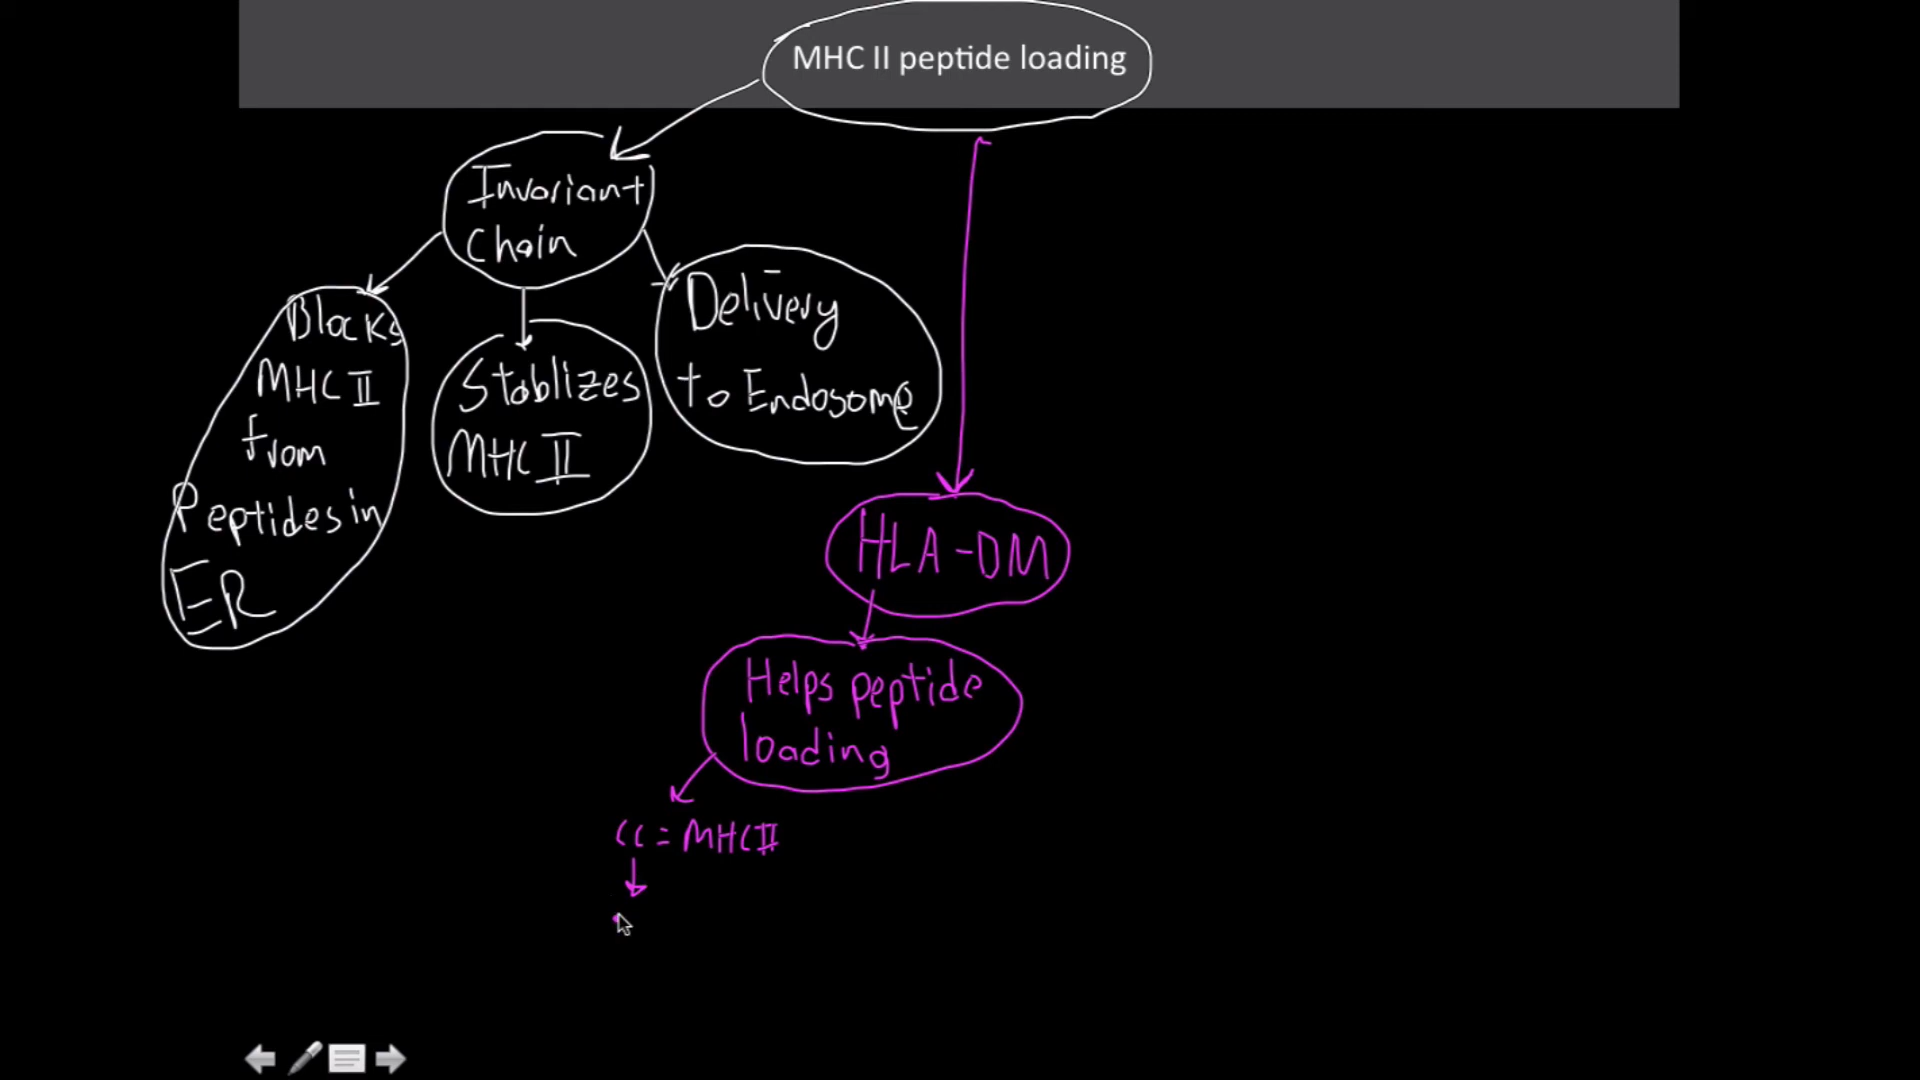 MHC II peptide loading
Invariant
Chain
Blocks
MHC II
from
Peptides in
ER
Stablizes
MHC II
Delivery
to Endosome
HLA-DM
Helps peptide
loading
CC = MHC II